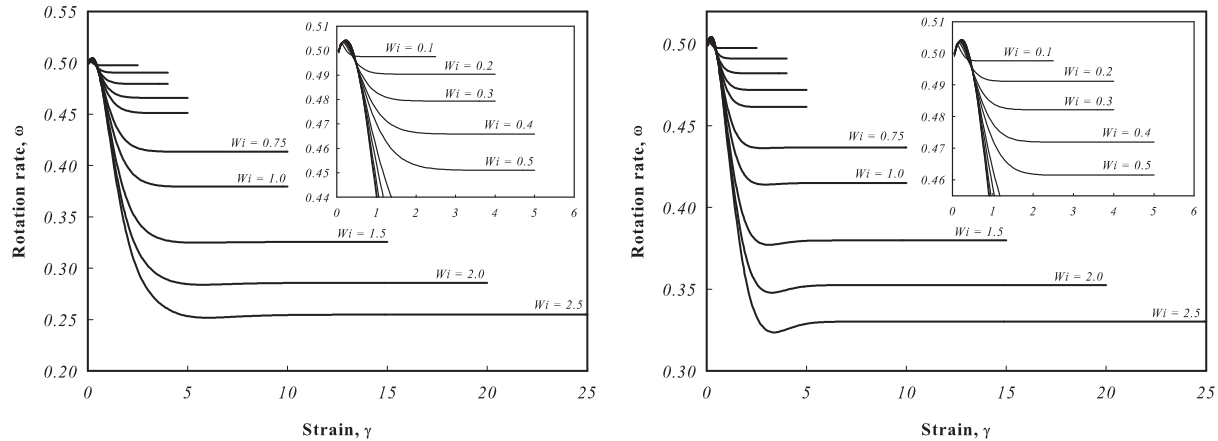 0.55
0.50
0.45
0.40
0.35
0.30
0.25
0.20
Rotation rate, ω
0 5 10 15 20 25
Strain, γ
Wi = 0.75
Wi = 1.0
Wi = 1.5
Wi = 2.0
Wi = 2.5
0.51
0.50
0.49
0.48
0.47
0.46
0.45
0.44
0 1 2 3 4 5 6
Wi = 0.1
Wi = 0.2
Wi = 0.3
Wi = 0.4
Wi = 0.5
0.50
0.45
0.40
0.35
0.30
Rotation rate, ω
0 5 10 15 20 25
Strain, γ
Wi = 0.75
Wi = 1.0
Wi = 1.5
Wi = 2.0
Wi = 2.5
0.51
0.50
0.49
0.48
0.47
0.46
0 1 2 3 4 5 6
Wi = 0.1
Wi = 0.2
Wi = 0.3
Wi = 0.4
Wi = 0.5